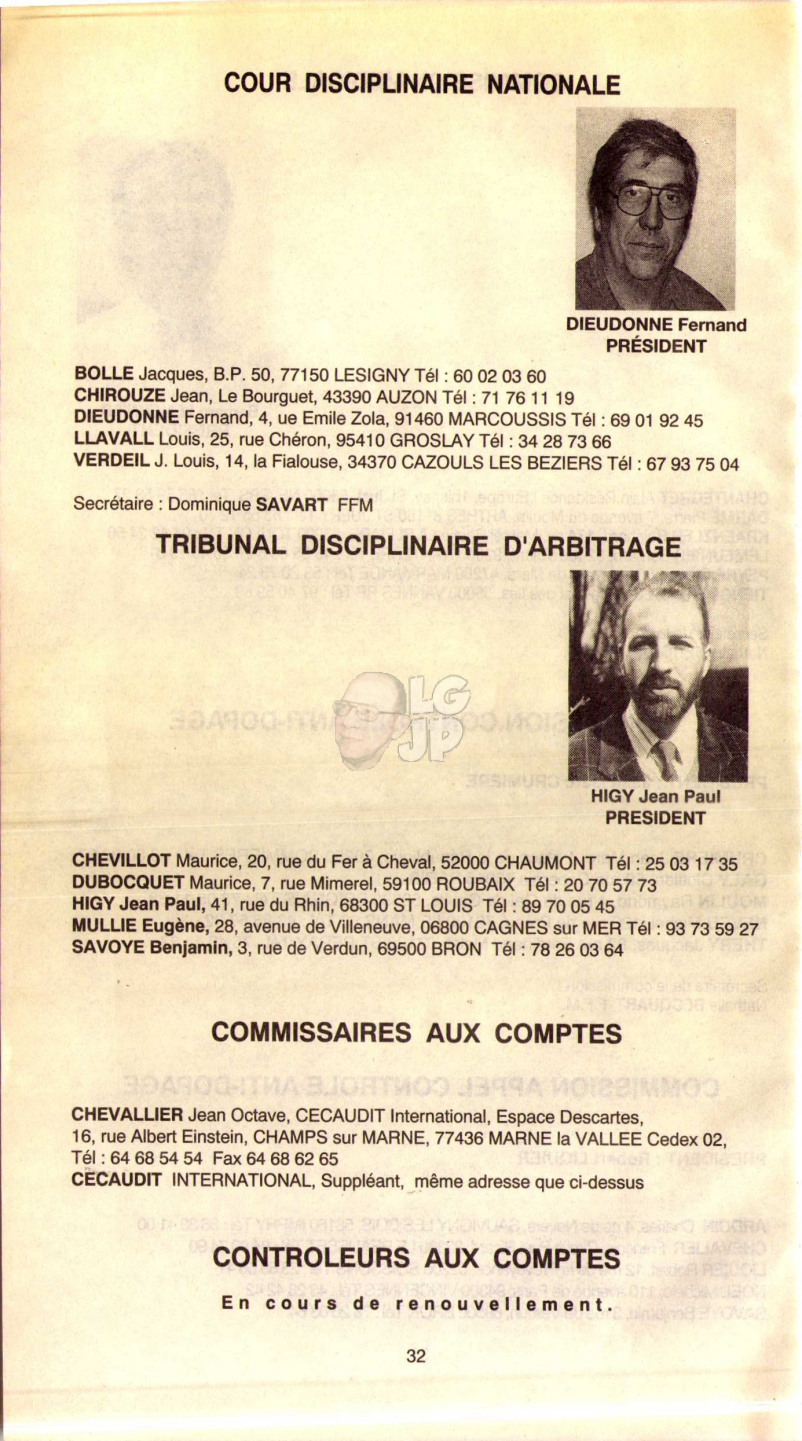 COUR DISCIPLINAIRE NATIONALE
DIEUDONNE Fernand
PRÉSIDENT
BOLLE Jacques, B.P. 50, 77150 LESIGNY Tél : 60 02 03 60
CHIROUZE Jean, Le Bourguet, 43390 AUZON Tél : 71 76 11 19
DIEUDONNE Fernand, 4, ue Emile Zola, 91460 MARCOUSSIS Tél : 69 01 92 45
LLAVALL Louis, 25, rue Chéron, 95410 GROSLAY Tél : 34 28 73 66
VERDEIL J. Louis, 14, la Fialouse, 34370 CAZOULS LES BEZIERS Tél : 67 93 75 04
Secrétaire : Dominique SAVART FFM
TRIBUNAL DISCIPLINAIRE D'ARBITRAGE
LG
JP
HIGY Jean Paul
PRESIDENT
CHEVILLOT Maurice, 20, rue du Fer à Cheval, 52000 CHAUMONT Tél : 25 03 17 35
DUBOCQUET Maurice, 7, rue Mimerel, 59100 ROUBAIX Tél : 20 70 57 73
HIGY Jean Paul, 41, rue du Rhin, 68300 ST LOUIS Tél : 89 70 05 45
MULLIE Eugène, 28, avenue de Villeneuve, 06800 CAGNES sur MER Tél : 93 73 59 27
SAVOYE Benjamin, 3, rue de Verdun, 69500 BRON Tél : 78 26 03 64
COMMISSAIRES AUX COMPTES
CHEVALLIER Jean Octave, CECAUDIT International, Espace Descartes,
16, rue Albert Einstein, CHAMPS sur MARNE, 77436 MARNE la VALLEE Cedex 02,
Tél : 64 68 54 54 Fax 64 68 62 65
CECAUDIT INTERNATIONAL, Suppléant, même adresse que ci-dessus
CONTROLEURS AUX COMPTES
En cours de renouvellement.
32